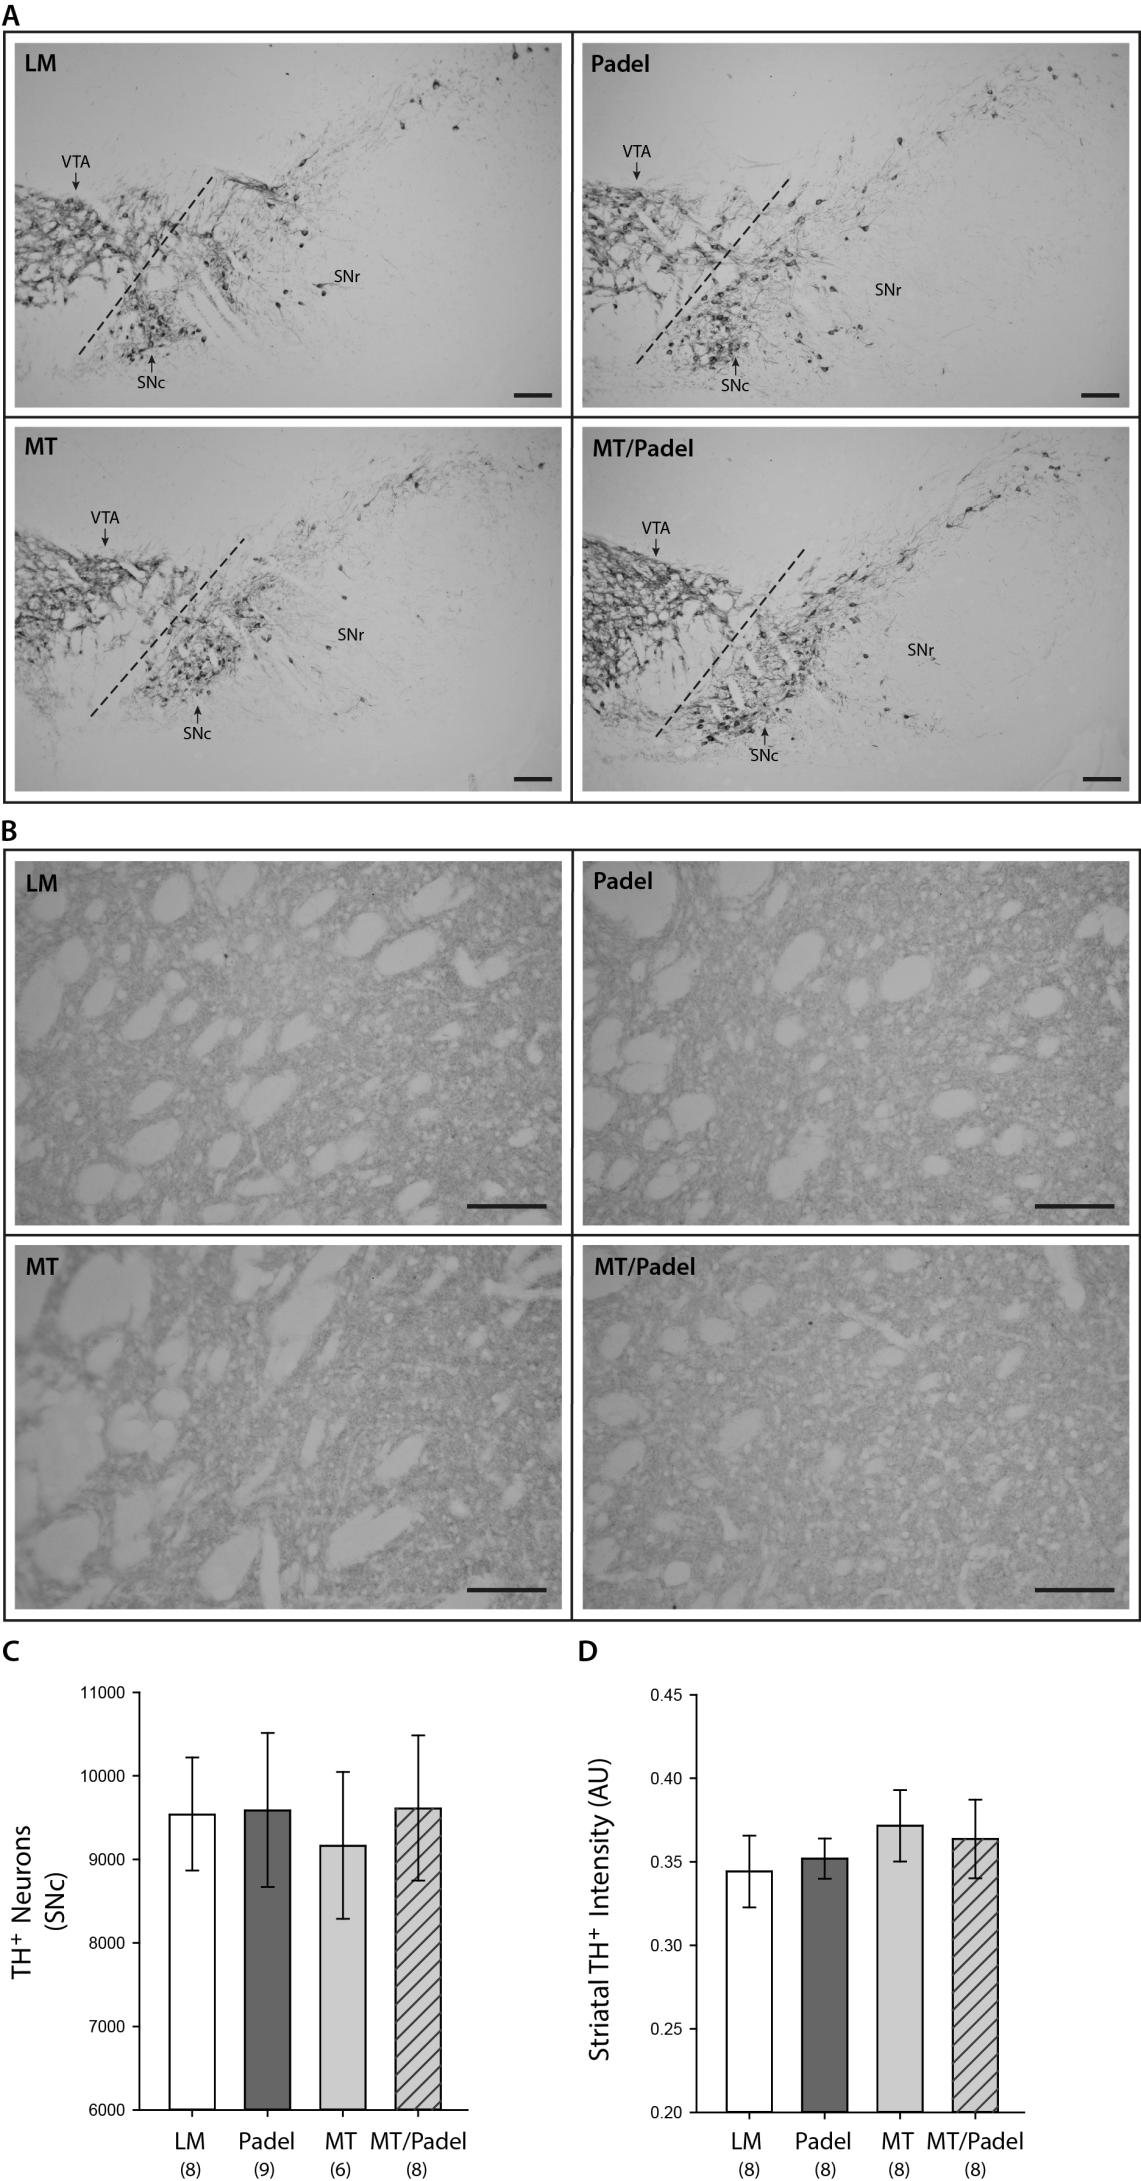 A
LM
VTA
SNr
SNc
Padel
VTA
SNr
SNc
MT
VTA
SNr
SNc
MT/Padel
VTA
SNr
SNc
B
LM
Padel
MT
MT/Padel
C
TH⁺ Neurons
(SNc)
11000
10000
9000
8000
7000
6000
LM Padel MT MT/Padel
(8) (9) (6) (8)
D
Striatal TH⁺ Intensity (AU)
0.45
0.40
0.35
0.30
0.25
0.20
LM Padel MT MT/Padel
(8) (8) (8) (8)